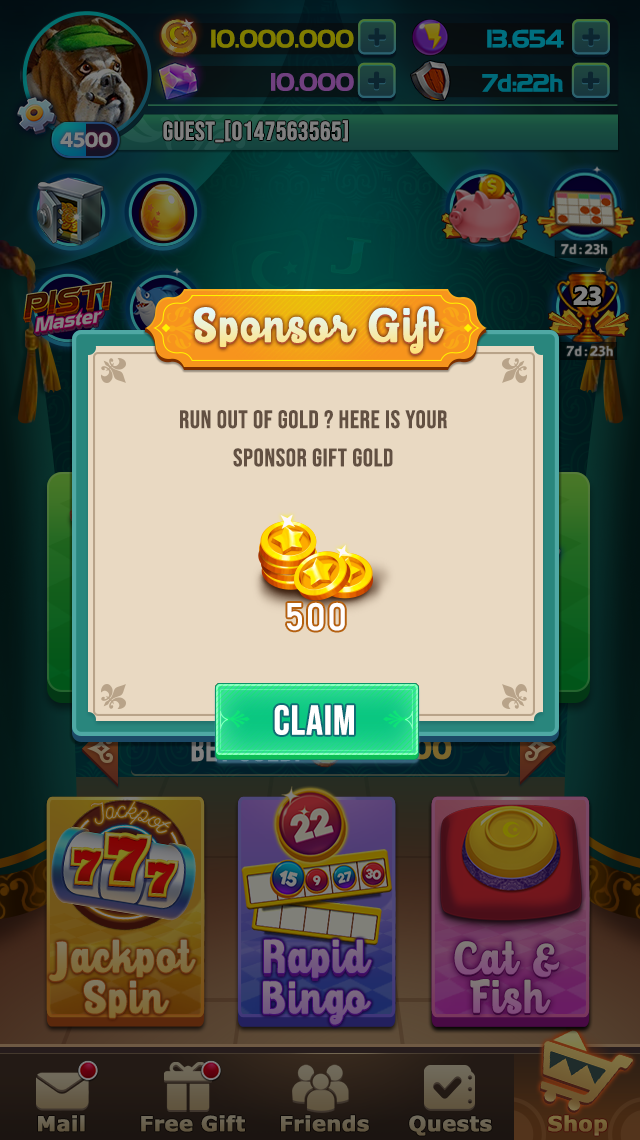 10.000.000
13.654
10.000
7d:22h
GUEST_[0147563565]
4500
7d:23h
PISTI
Master
23
7d:23h
Sponsor Gift
RUN OUT OF GOLD ? HERE IS YOUR
SPONSOR GIFT GOLD
500
CLAIM
Jackpot
777
22
15 9 27 30
Jackpot
Spin
Rapid
Bingo
Cat &
Fish
Mail
Free Gift
Friends
Quests
Shop